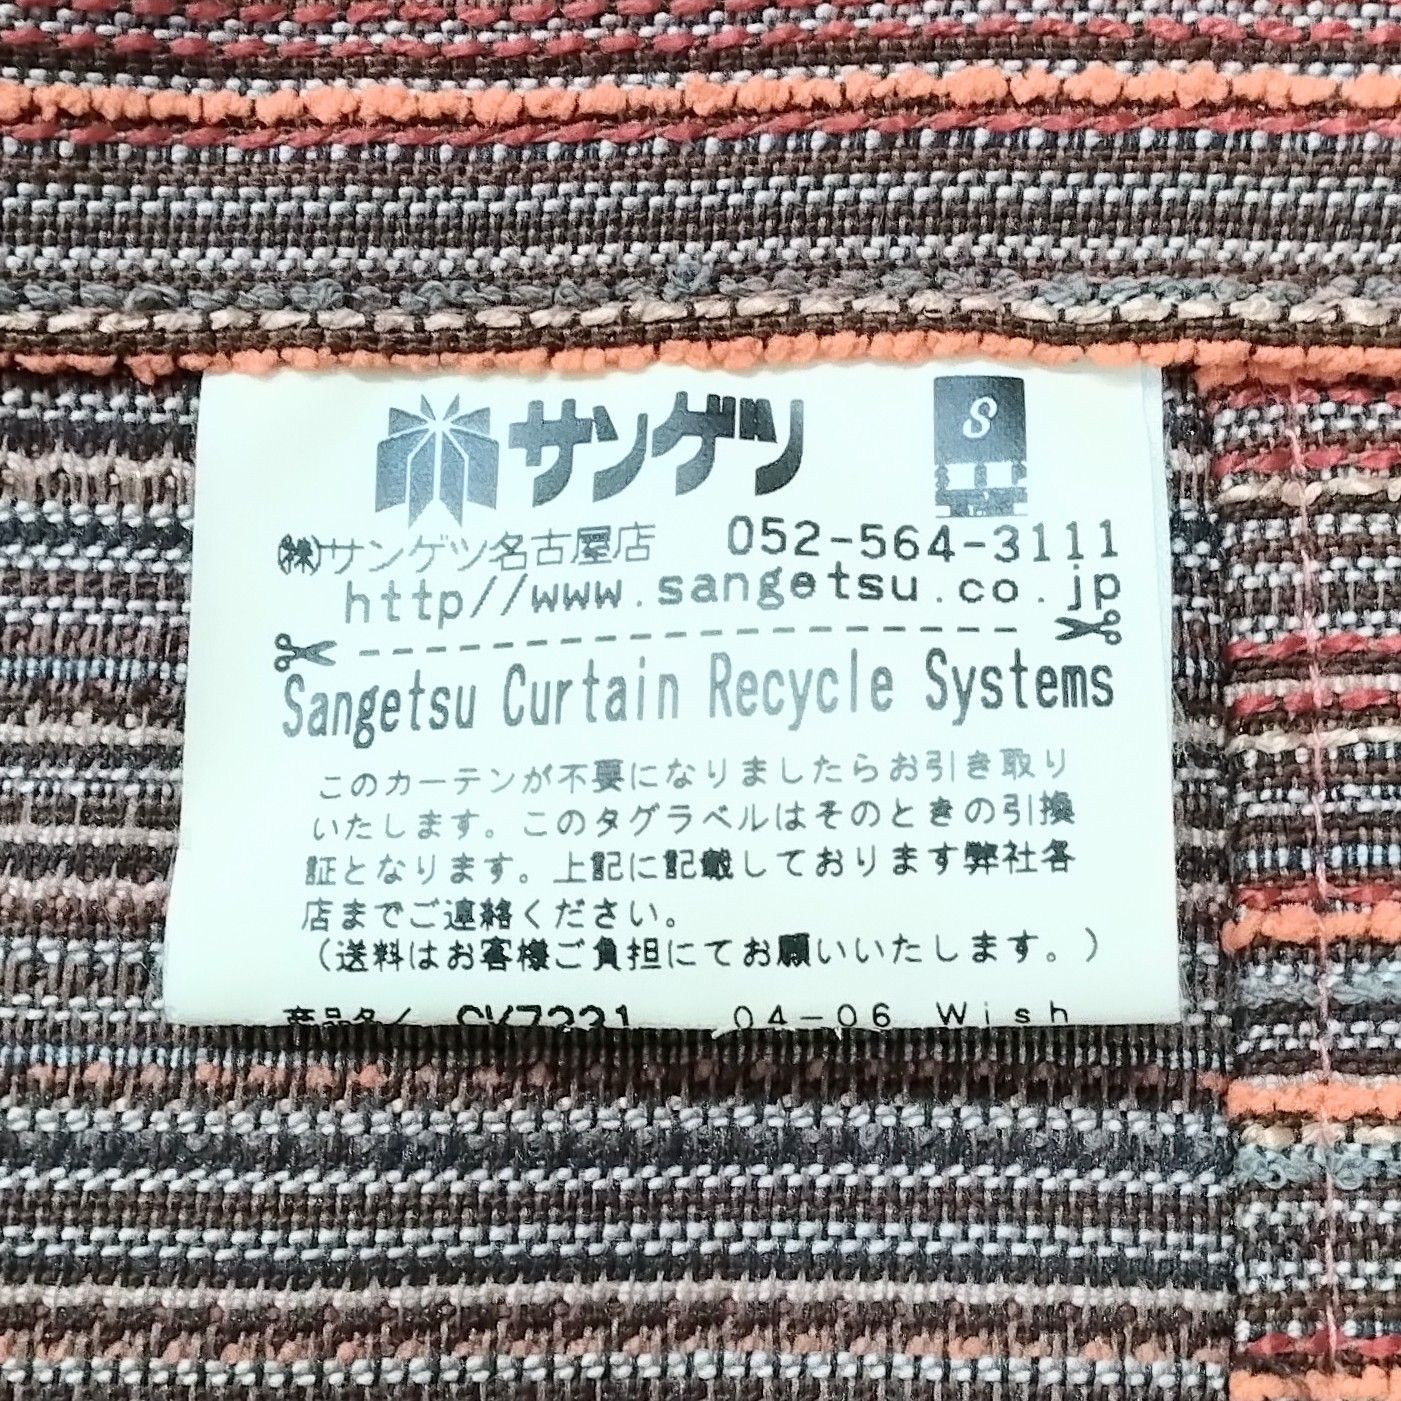 サンゲツ
S
㈱サンゲツ名古屋店 052-564-3111
http//www.sangetsu.co.jp
Sangetsu Curtain Recycle Systems
このカーテンが不要になりましたらお引き取り
いたします。このタグラベルはそのときの引換
証となります。上記に記載しております弊社各
店までご連絡ください。
(送料はお客様ご負担にてお願いいたします。)
商品名/ 04-06 Wish